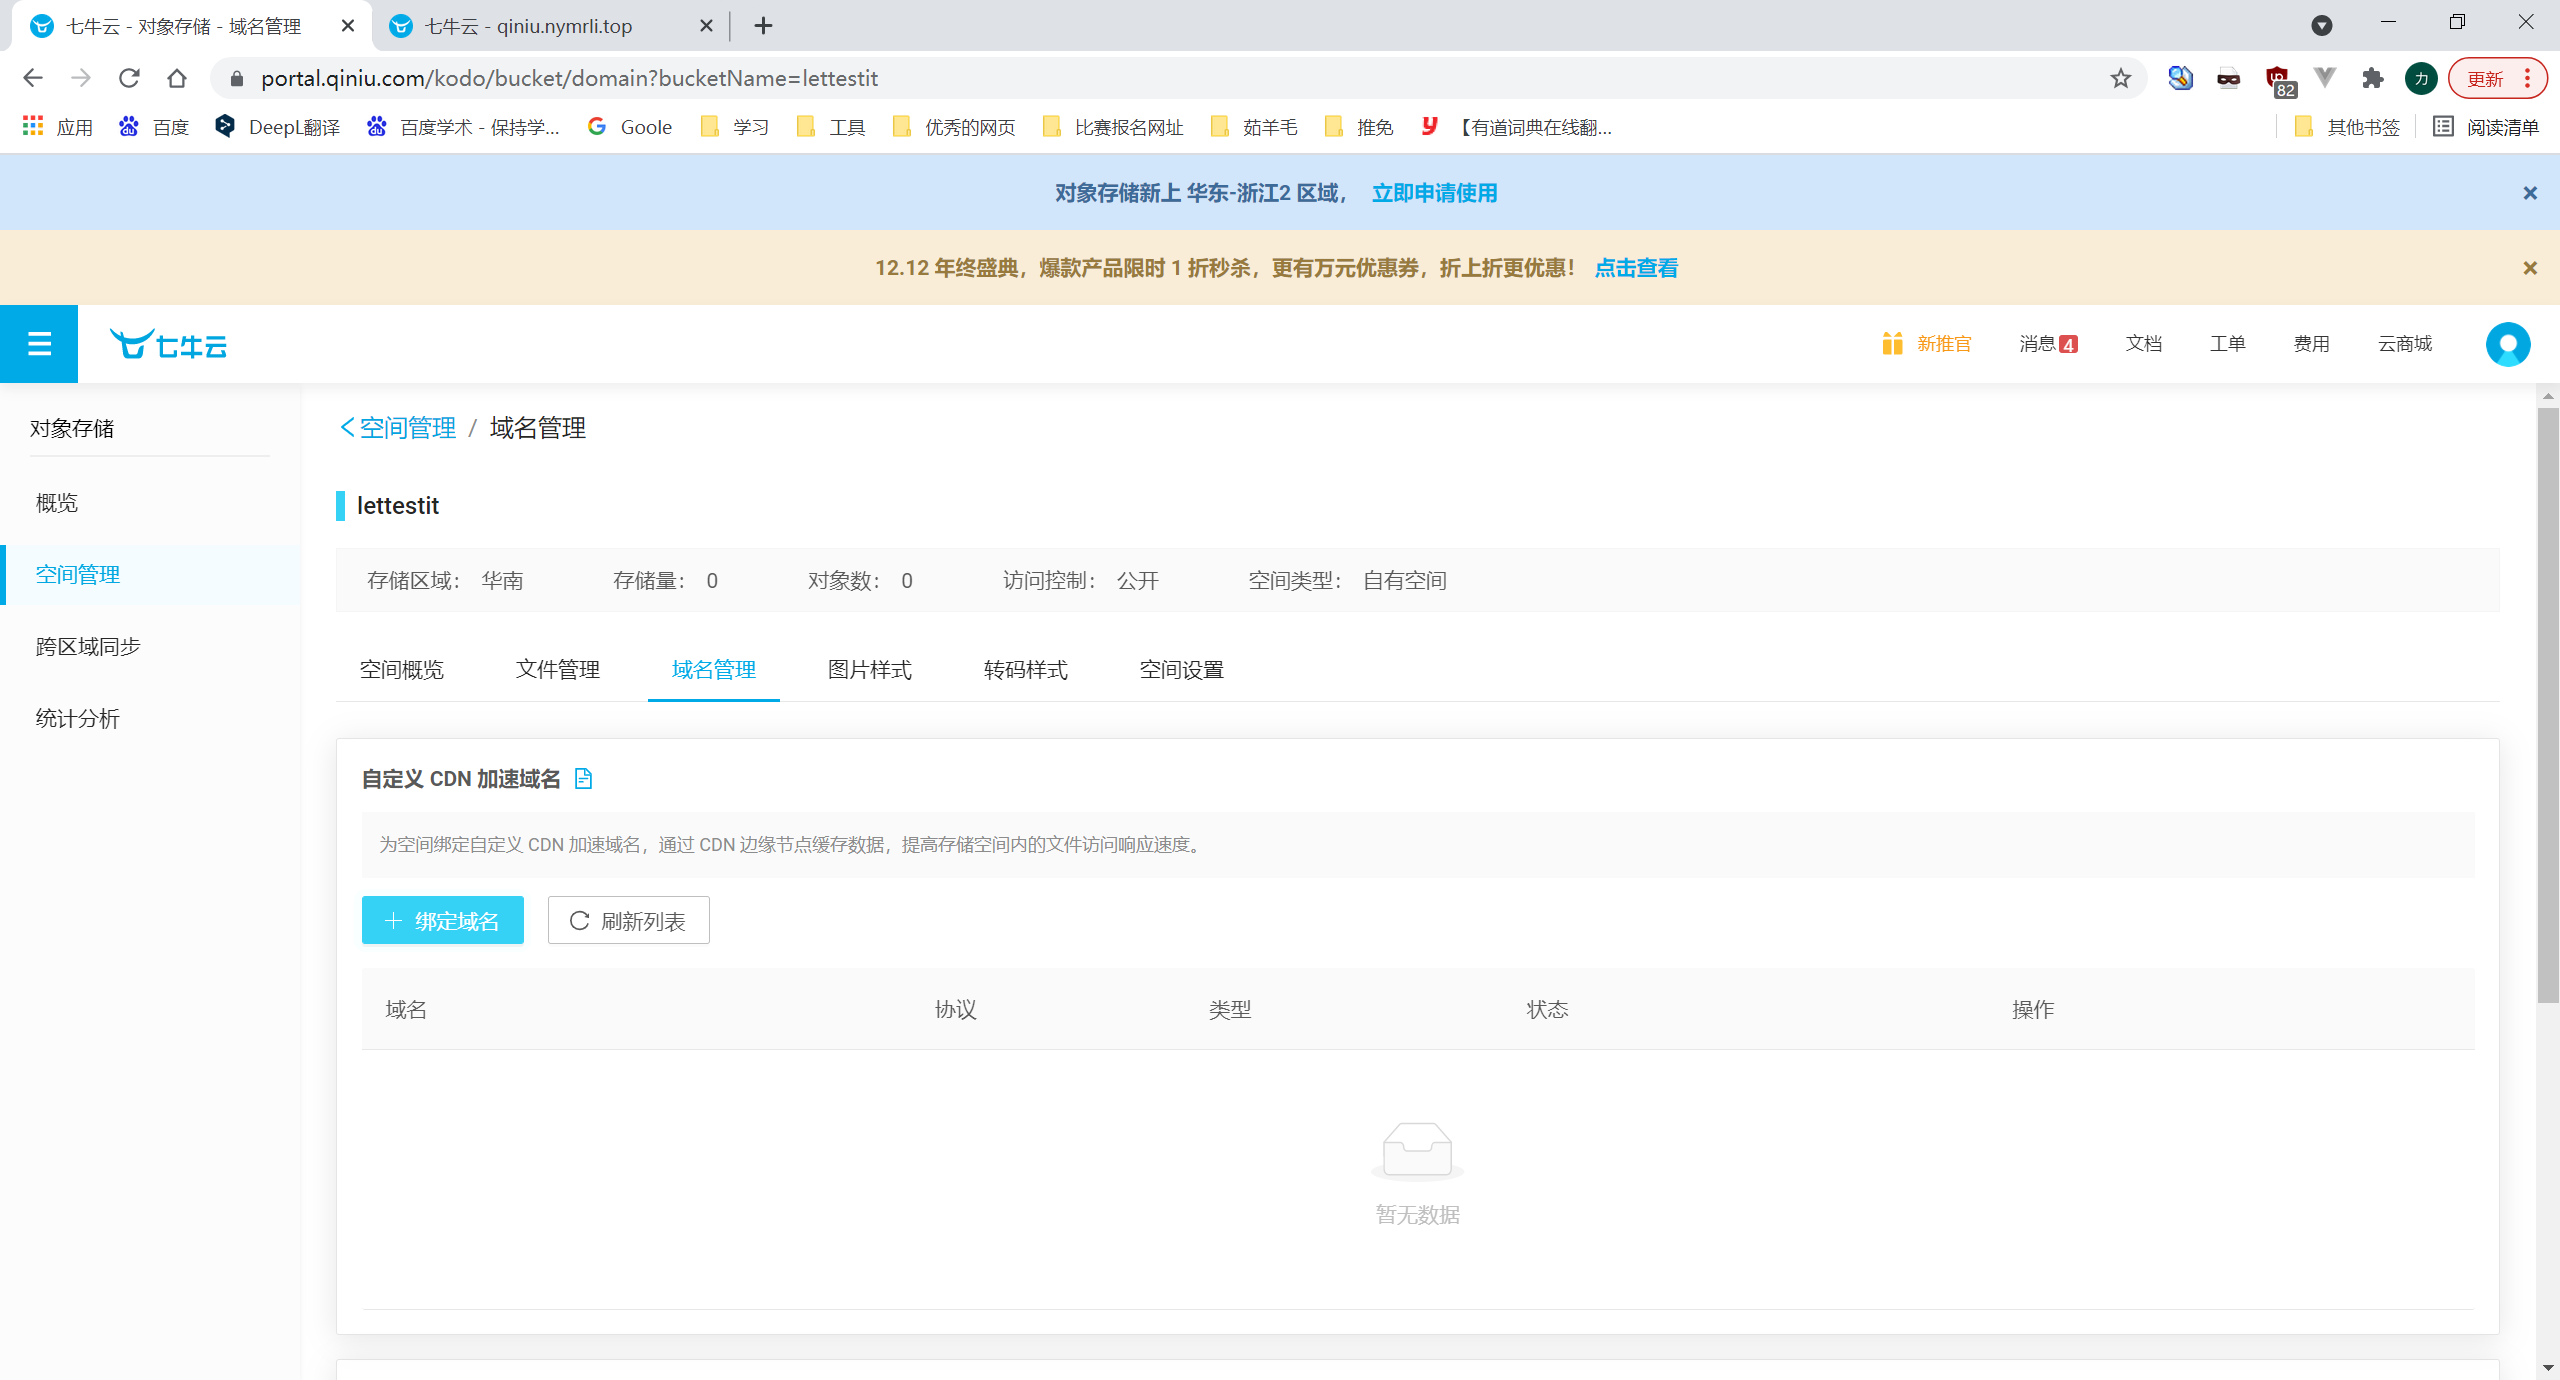 七牛云 - 对象存储 - 域名管理
七牛云 - qiniu.nymrli.top
portal.qiniu.com/kodo/bucket/domain?bucketName=lettestit
82
力
更新
应用
百度
DeepL翻译
百度学术 - 保持学...
Goole
学习
工具
优秀的网页
比赛报名网址
茹羊毛
推免
【有道词典在线翻...
其他书签
阅读清单
对象存储新上 华东-浙江2 区域， 立即申请使用
12.12 年终盛典，爆款产品限时 1 折秒杀，更有万元优惠券，折上折更优惠！ 点击查看
七牛云
新推官
消息 4
文档
工单
费用
云商城
对象存储
概览
空间管理
跨区域同步
统计分析
空间管理 / 域名管理
lettestit
存储区域： 华南 存储量： 0 对象数： 0 访问控制： 公开 空间类型： 自有空间
空间概览 文件管理 域名管理 图片样式 转码样式 空间设置
自定义 CDN 加速域名
为空间绑定自定义 CDN 加速域名，通过 CDN 边缘节点缓存数据，提高存储空间内的文件访问响应速度。
绑定域名
刷新列表
域名 协议 类型 状态 操作
暂无数据